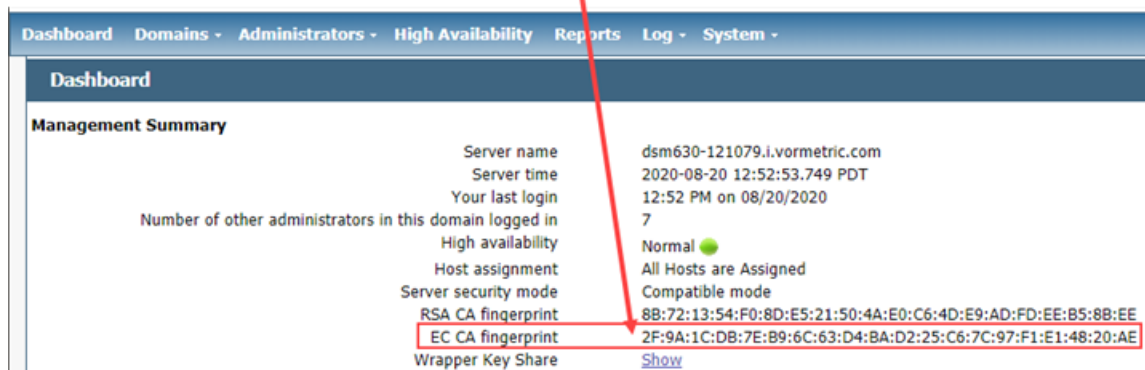 Dashboard Domains Administrators High Availability Reports Log System
Dashboard
Management Summary
Server name dsm630-121079.i.vormetric.com
Server time 2020-08-20 12:52:53.749 PDT
Your last login 12:52 PM on 08/20/2020
Number of other administrators in this domain logged in 7
High availability Normal
Host assignment All Hosts are Assigned
Server security mode Compatible mode
RSA CA fingerprint 8B:72:13:54:F0:8D:E5:21:50:4A:E0:C6:4D:E9:AD:FD:EE:B5:8B:EE
EC CA fingerprint 2F:9A:1C:DB:7E:B9:6C:63:D4:BA:D2:25:C6:7C:97:F1:E1:48:20:AE
Wrapper Key Share Show